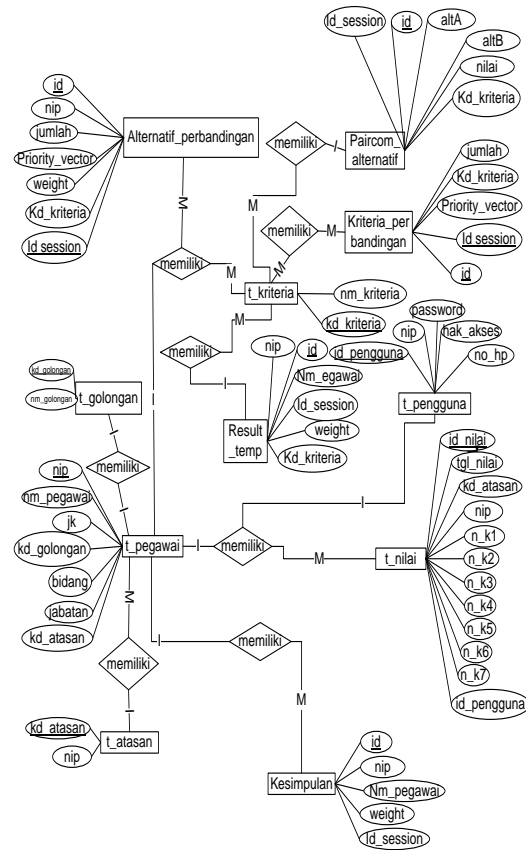 Id_session
id
altA
altB
nilai
Kd_kriteria
memiliki
I
Paircom_
alternatif
M
id
nip
jumlah
Priority_vector
weight
Kd_kriteria
Id session
Alternatif_perbandingan
M
memiliki
M
jumlah
Kd_kriteria
Priority_vector
Id session
id
memiliki
M
Kriteria_per
bandingan
M
t_kriteria
nm_kriteria
kd_kriteria
M
memiliki
I
Result
_temp
nip
id
Nm_egawai
Id_session
weight
Kd_kriteria
password
hak_akses
nip
id_pengguna
no_hp
t_pengguna
I
I
kd_golongan
nm_golongan
t_golongan
I
memiliki
I
nip
nm_pegawai
jk
kd_golongan
bidang
jabatan
kd_atasan
t_pegawai
I
memiliki
M
t_nilai
id_nilai
tgl_nilai
kd_atasan
nip
n_k1
n_k2
n_k3
n_k4
n_k5
n_k6
n_k7
id_pengguna
M
memiliki
I
kd_atasan
nip
t_atasan
I
memiliki
M
Kesimpulan
id
nip
Nm_pegawai
weight
Id_session